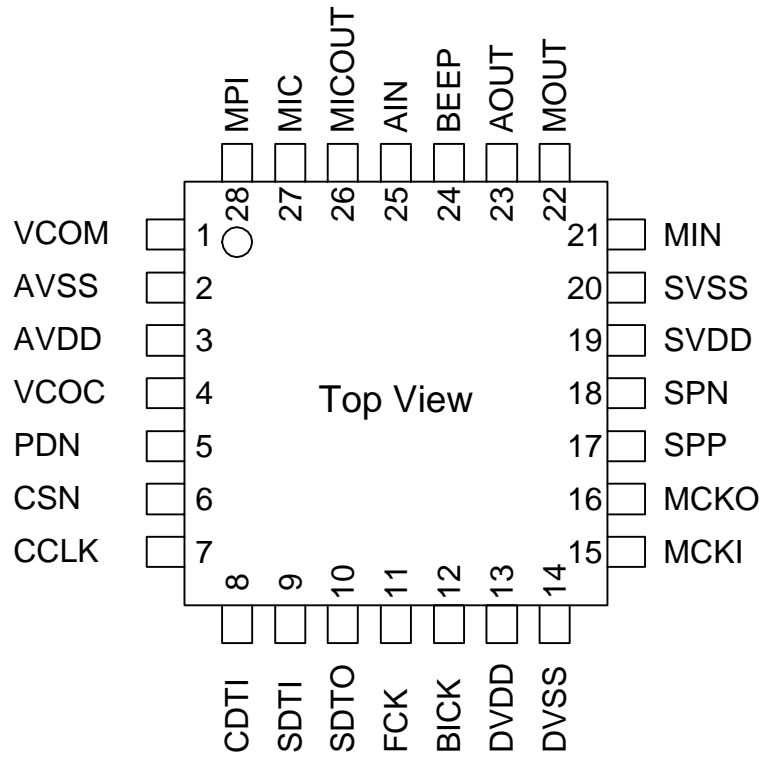 MPI MIC MICOUT AIN BEEP AOUT MOUT
28 27 26 25 24 23 22
VCOM 1 21 MIN
AVSS 2 20 SVSS
AVDD 3 19 SVDD
VCOC 4 Top View 18 SPN
PDN 5 17 SPP
CSN 6 16 MCKO
CCLK 7 15 MCKI
8 9 10 11 12 13 14
CDTI SDTI SDTO FCK BICK DVDD DVSS